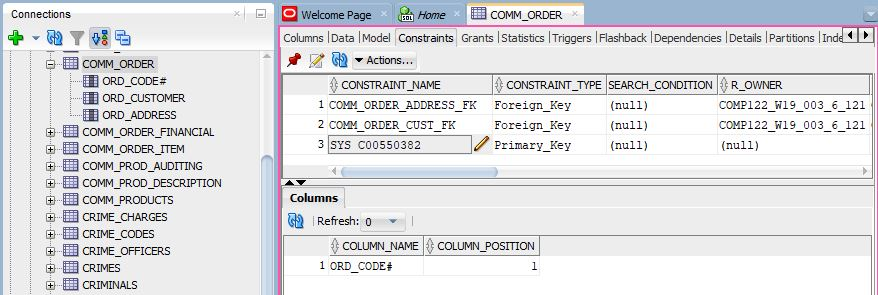 Connections
COMM_ORDER
ORD_CODE#
ORD_CUSTOMER
ORD_ADDRESS
COMM_ORDER_FINANCIAL
COMM_ORDER_ITEM
COMM_PROD_AUDITING
COMM_PROD_DESCRIPTION
COMM_PRODUCTS
CRIME_CHARGES
CRIME_CODES
CRIME_OFFICERS
CRIMES
CRIMINALS
Welcome Page Home COMM_ORDER
Columns Data Model Constraints Grants Statistics Triggers Flashback Dependencies Details Partitions Inde
Actions...
CONSTRAINT_NAME CONSTRAINT_TYPE SEARCH_CONDITION R_OWNER
1 COMM_ORDER_ADDRESS_FK Foreign_Key (null) COMP122_W19_003_6_121
2 COMM_ORDER_CUST_FK Foreign_Key (null) COMP122_W19_003_6_121
3 SYS_C00550382 Primary_Key (null) (null)
Columns
Refresh: 0
COLUMN_NAME COLUMN_POSITION
1 ORD_CODE# 1